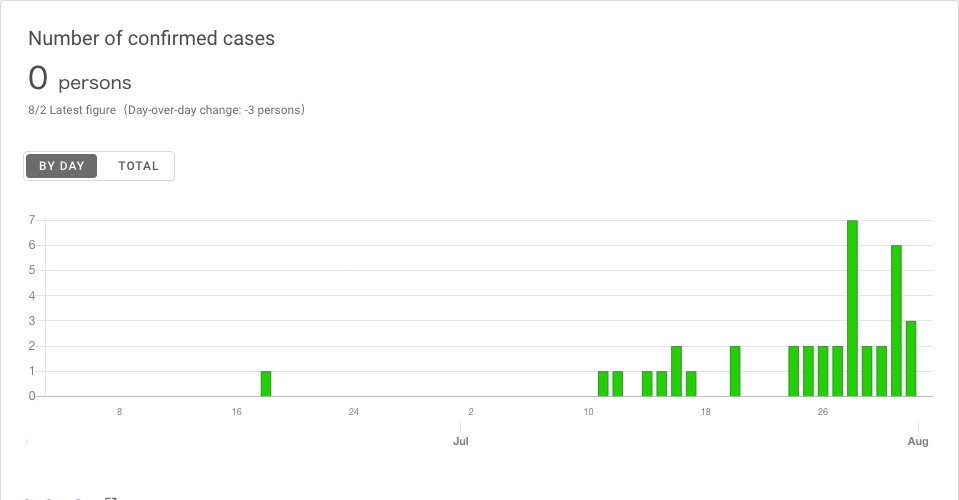 Number of confirmed cases
0 persons
8/2 Latest figure（Day-over-day change: -3 persons）
BY DAY TOTAL
7
6
5
4
3
2
1
0
8 16 24 2 10 18 26
Jul Aug